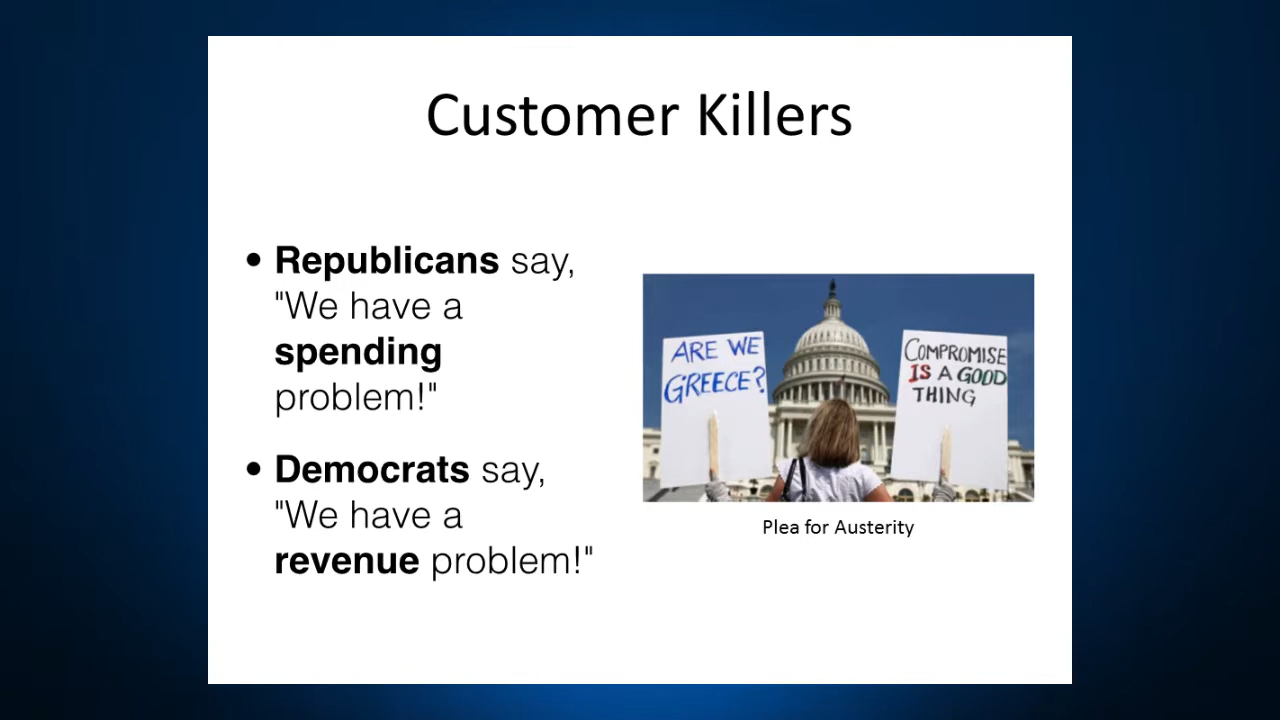 Customer Killers
• Republicans say,
"We have a
spending
problem!"
• Democrats say,
"We have a
revenue problem!"
ARE WE
GREECE?
COMPROMISE
IS A GOOD
THING
Plea for Austerity